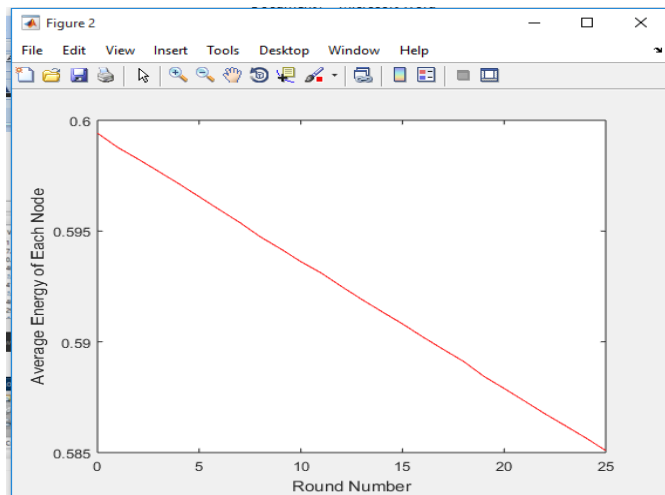 Figure 2
File Edit View Insert Tools Desktop Window Help
0.6
0.595
0.59
0.585
Average Energy of Each Node
0 5 10 15 20 25
Round Number